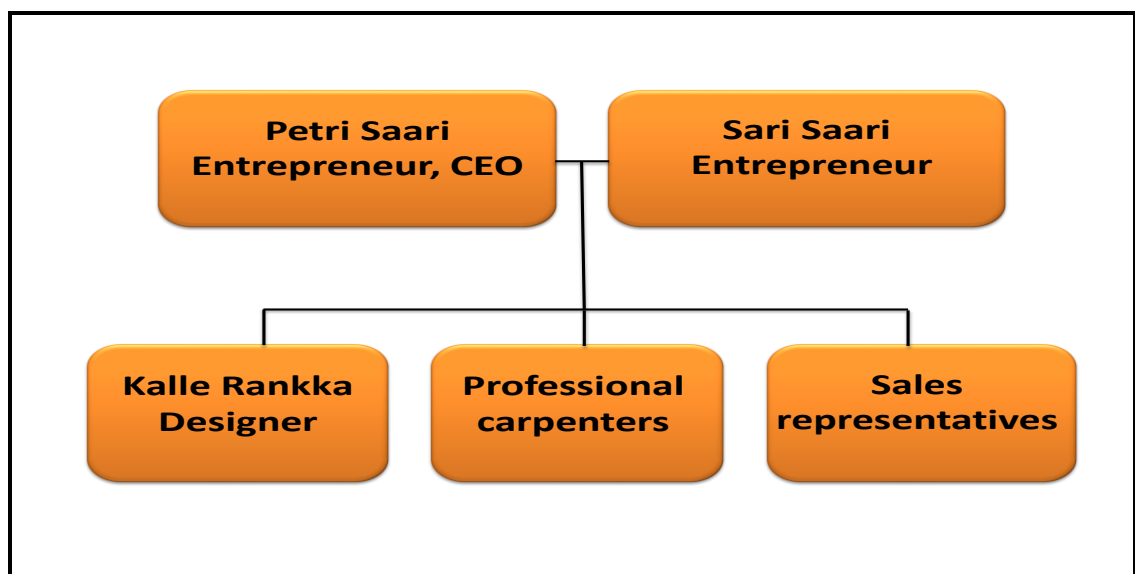 Petri Saari
Entrepreneur, CEO
Sari Saari
Entrepreneur
Kalle Rankka
Designer
Professional
carpenters
Sales
representatives